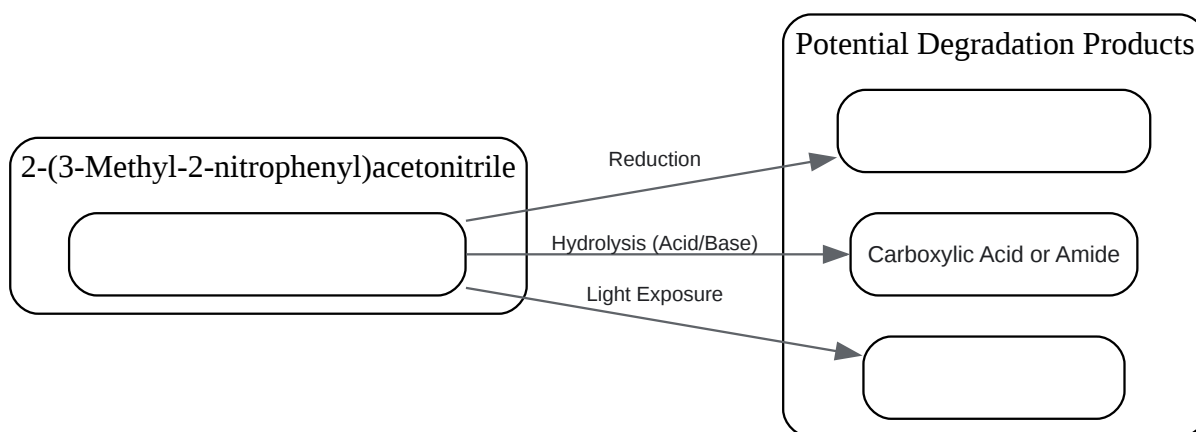 Potential Degradation Products
2-(3-Methyl-2-nitrophenyl)acetonitrile
Reduction
Hydrolysis (Acid/Base)
Carboxylic Acid or Amide
Light Exposure